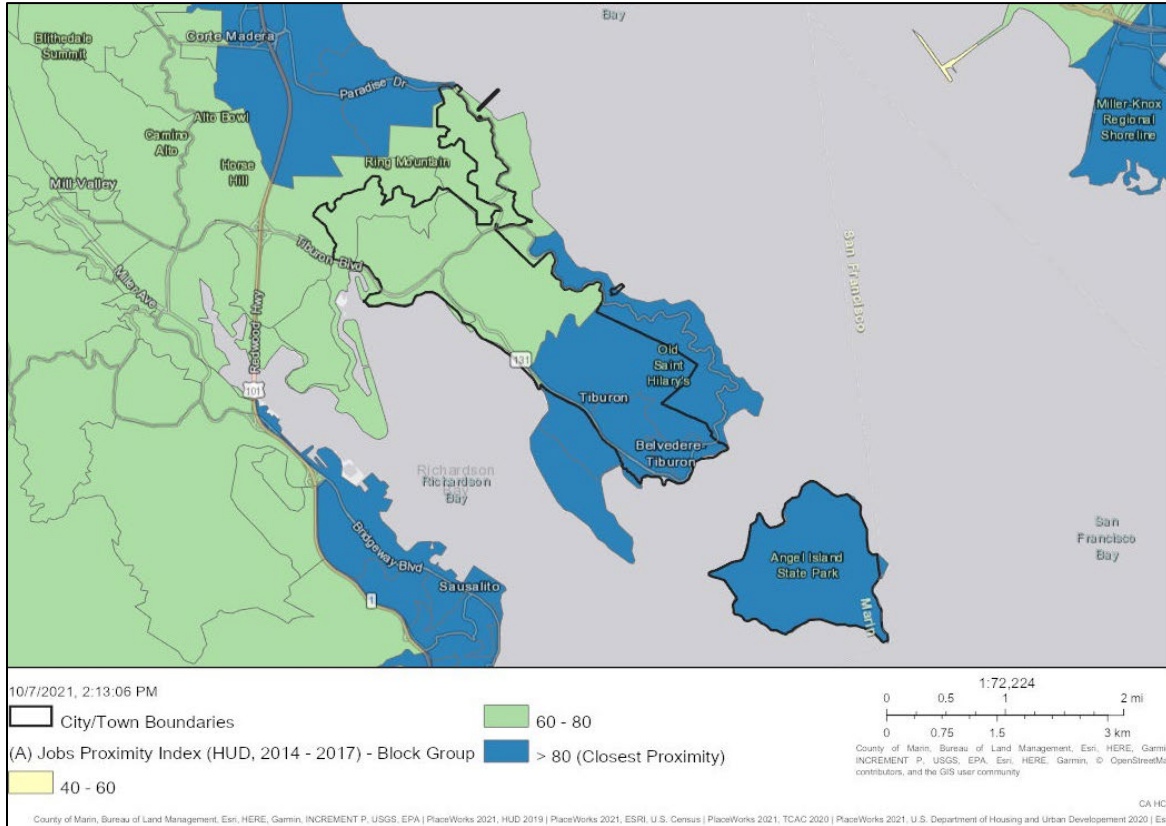 Bay
Blithedale
Summit
Corte Madera
Paradise Dr
Miller-Knox
Regional
Shoreline
Alto Bowl
Camino
Alto
Ring Mountain
Horse
Hill
Mill Valley
Tiburon Blvd
San Francisco
Miller Ave
Redwood Hwy
131
Old
Saint
Hilary's
101
Tiburon
Belvedere-
Tiburon
Richardson
Bay
Richardson
Bay
San
Francisco
Bay
Bridgeway Blvd
Angel Island
State Park
Sausalito
1
Marin
10/7/2021, 2:13:06 PM
City/Town Boundaries
(A) Jobs Proximity Index (HUD, 2014 - 2017) - Block Group
40 - 60
60 - 80
> 80 (Closest Proximity)
1:72,224
0 0.5 1 2 mi
0 0.75 1.5 3 km
County of Marin, Bureau of Land Management, Esri, HERE, Garmi
INCREMENT P, USGS, EPA, Esri, HERE, Garmin, © OpenStreetMa
contributors, and the GIS user community
CA HC
County of Marin, Bureau of Land Management, Esri, HERE, Garmin, INCREMENT P, USGS, EPA | PlaceWorks 2021, HUD 2019 | PlaceWorks 2021, ESRI, U.S. Census | PlaceWorks 2021, TCAC 2020 | PlaceWorks 2021, U.S. Department of Housing and Urban Developement 2020 | Es